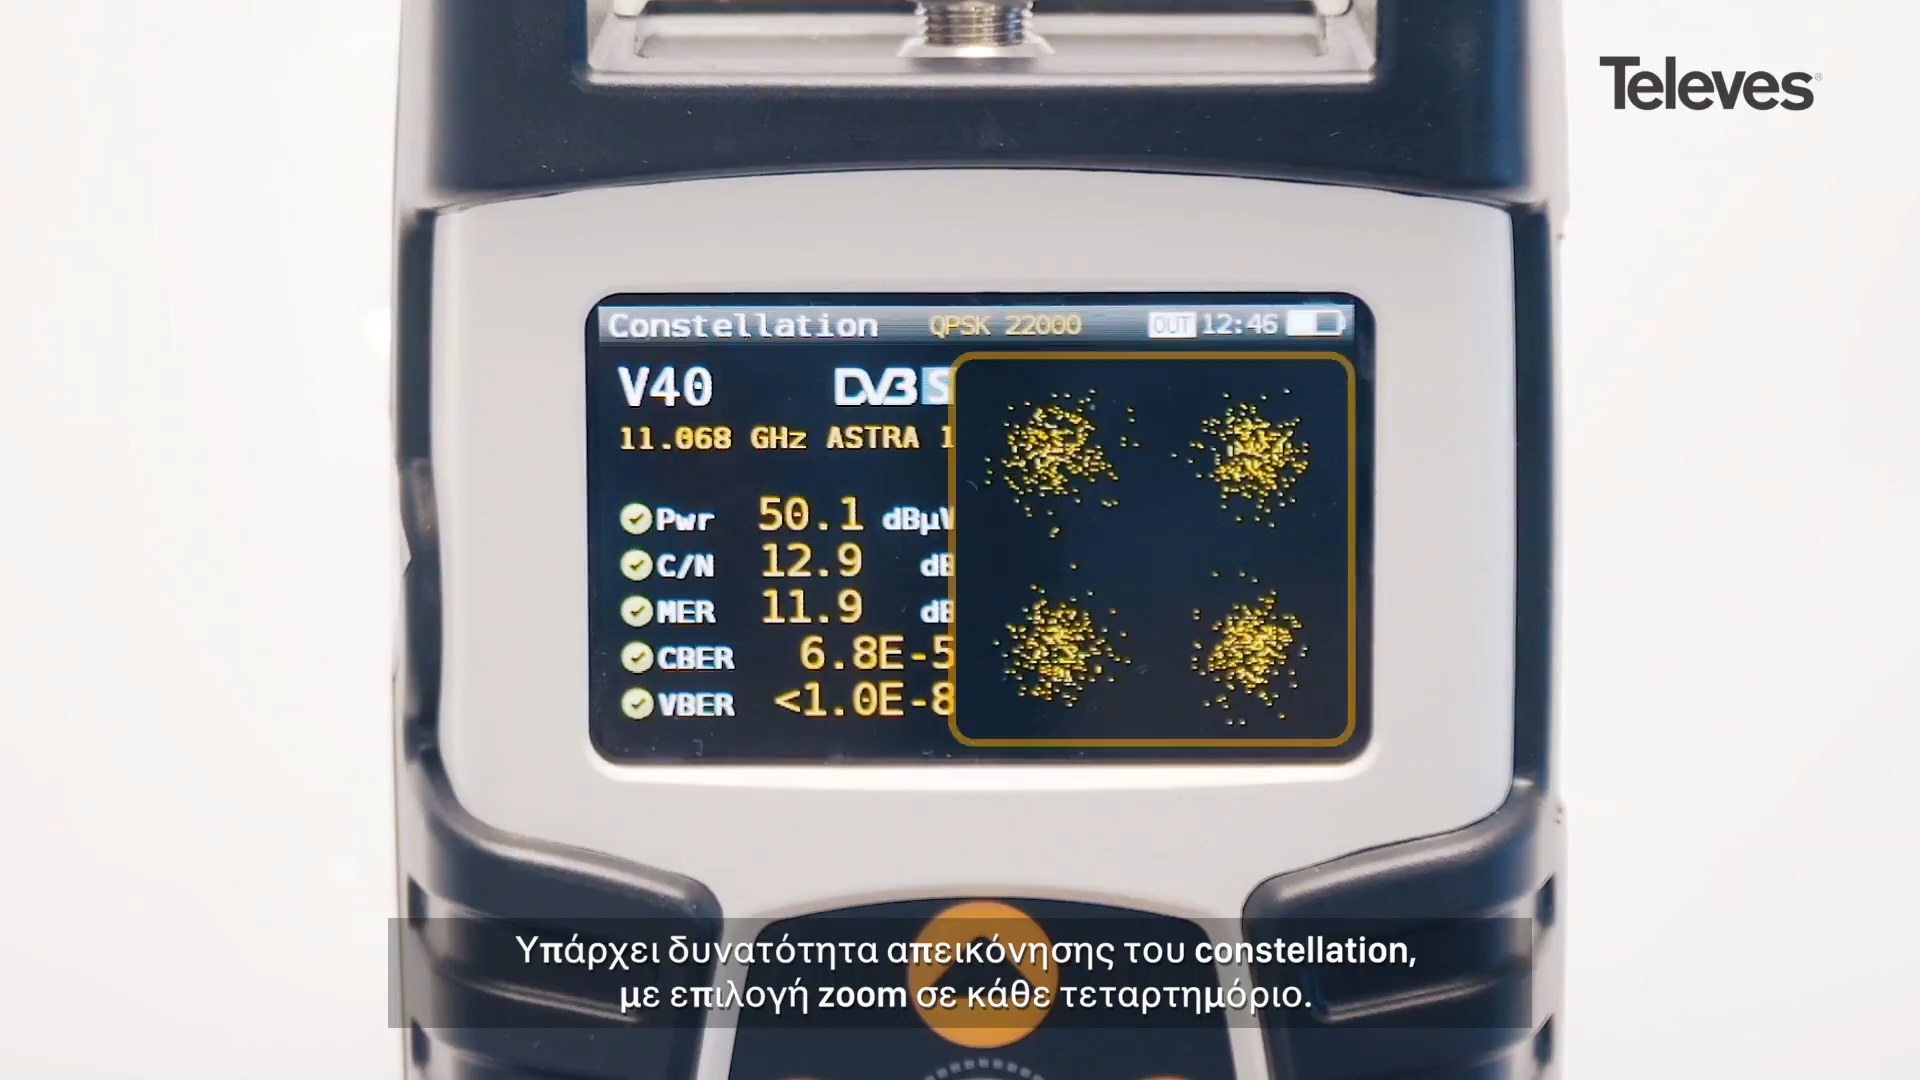 Televes®
Constellation QPSK 22000 OUT 12:46
V40 DVB S
11.068 GHz ASTRA 1
Pwr 50.1 dBµV
C/N 12.9 dB
MER 11.9 dB
CBER 6.8E-5
VBER <1.0E-8
Υπάρχει δυνατότητα απεικόνησης του constellation,
με επιλογή zoom σε κάθε τεταρτημόριο.